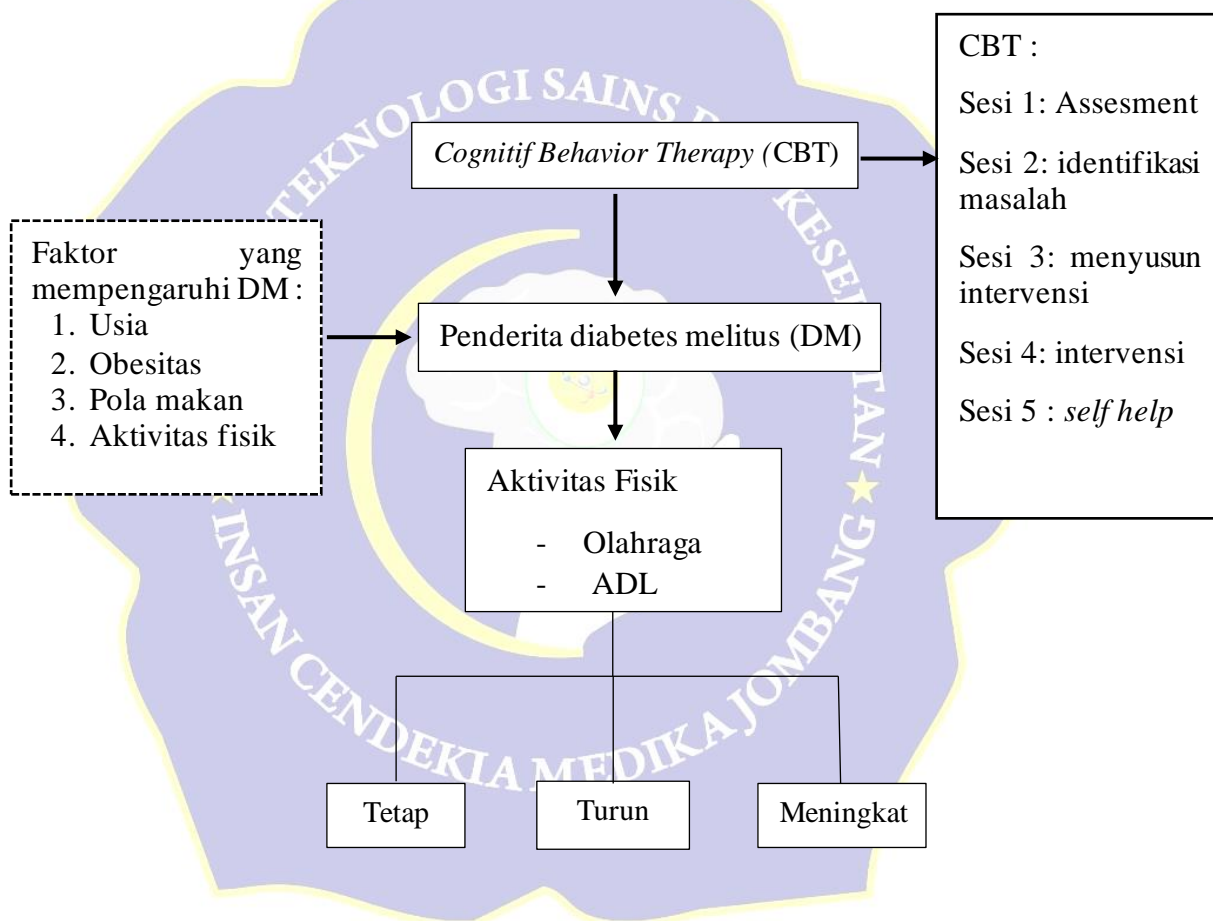 CBT :
Sesi 1: Assesment
Sesi 2: identifikasi
masalah
Sesi 3: menyusun
intervensi
Sesi 4: intervensi
Sesi 5 : self help
Cognitif Behavior Therapy (CBT)
Faktor yang
mempengaruhi DM :
1. Usia
2. Obesitas
3. Pola makan
4. Aktivitas fisik
Penderita diabetes melitus (DM)
Aktivitas Fisik
- Olahraga
- ADL
Tetap
Turun
Meningkat
TEKNOLOGI SAINS
INSAN CENDEKIA MEDIKA JOMBANG